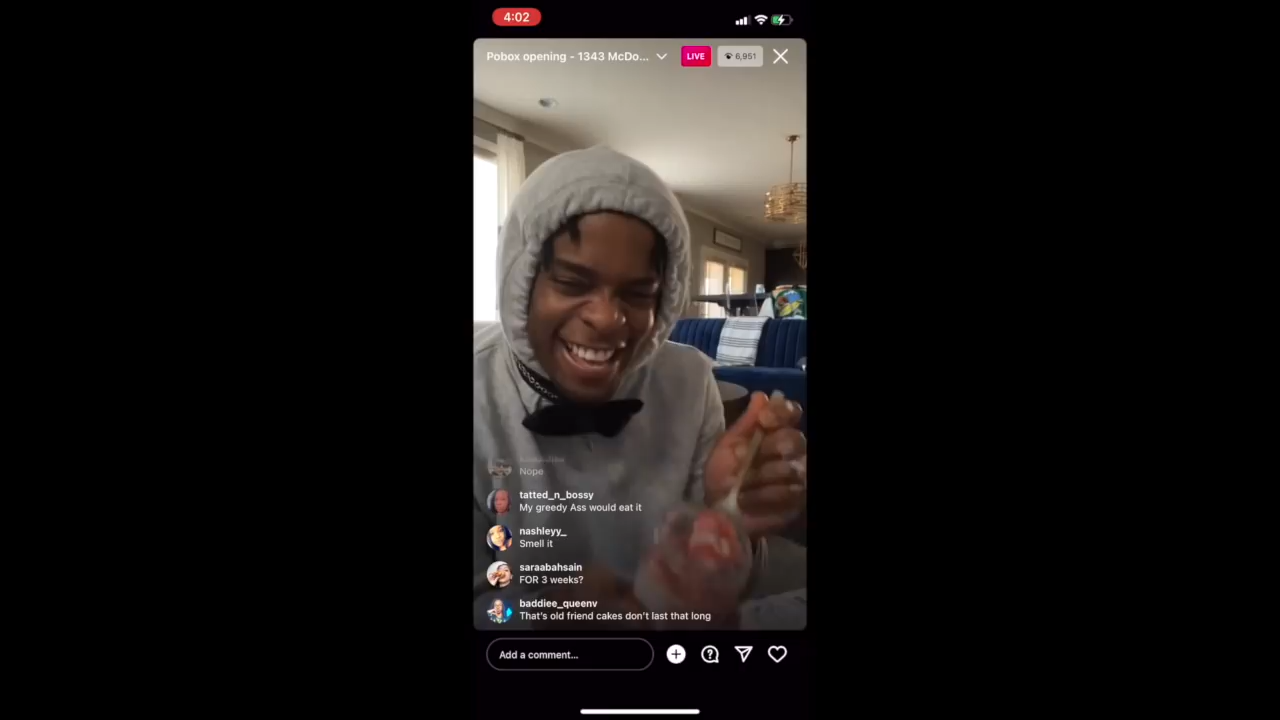 4:02
Pobox opening - 1343 McDo...
LIVE
6,951
Nope
tatted_n_bossy
My greedy Ass would eat it
nashleyy_
Smell it
saraabahsain
FOR 3 weeks?
baddiee_queenv
That's old friend cakes don't last that long
Add a comment...